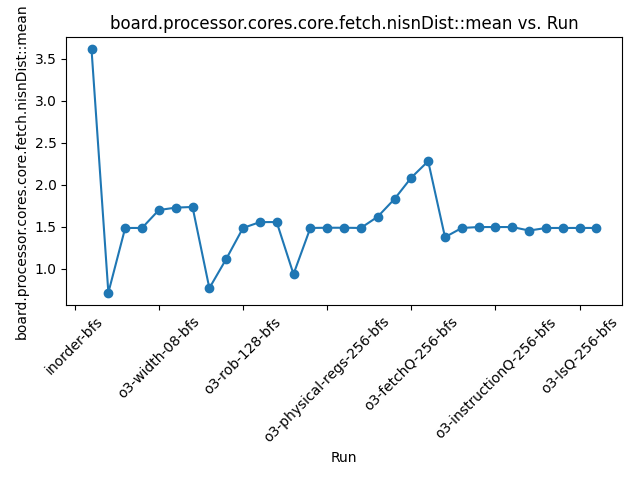 board.processor.cores.core.fetch.nisnDist::mean vs. Run
board.processor.cores.core.fetch.nisnDist::mean
3.5
3.0
2.5
2.0
1.5
1.0
inorder-bfs
o3-width-08-bfs
o3-rob-128-bfs
o3-physical-regs-256-bfs
o3-fetchQ-256-bfs
o3-instructionQ-256-bfs
o3-lsQ-256-bfs
Run